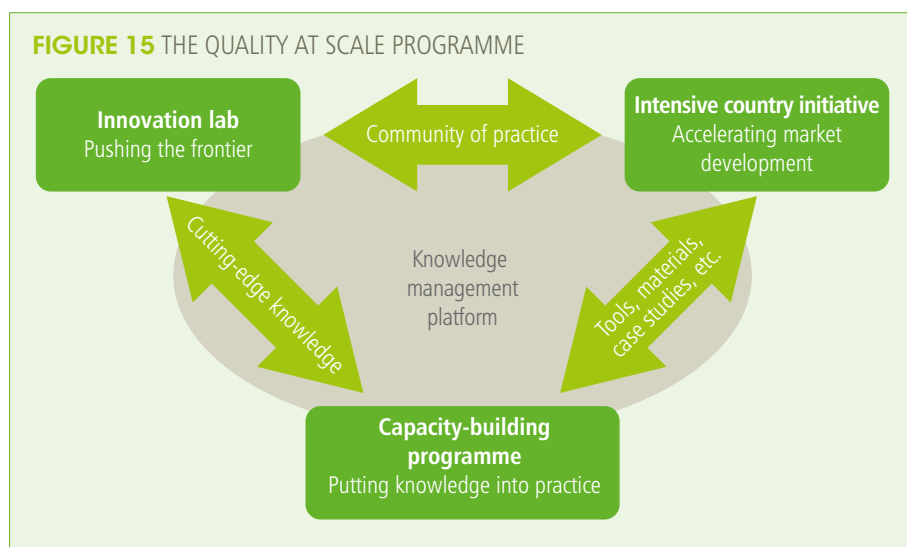 FIGURE 15 THE QUALITY AT SCALE PROGRAMME
Innovation lab
Pushing the frontier
Community of practice
Intensive country initiative
Accelerating market
development
Cutting-edge knowledge
Knowledge
management
platform
Tools, materials,
case studies, etc.
Capacity-building
programme
Putting knowledge into practice